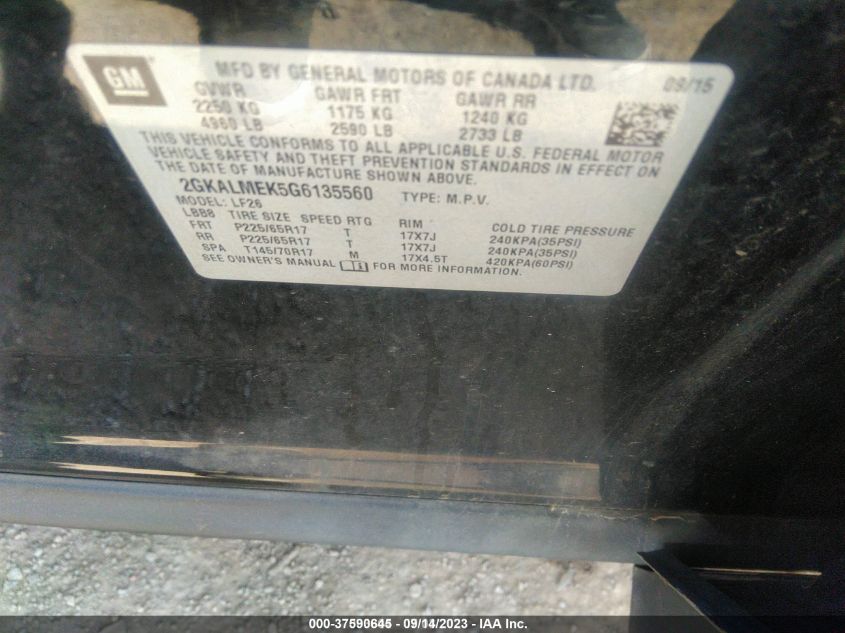 GM
MFD BY GENERAL MOTORS OF CANADA LTD. 09/15
GVWR GAWR FRT GAWR RR
2250 KG 1175 KG 1240 KG
4960 LB 2590 LB 2733 LB
THIS VEHICLE CONFORMS TO ALL APPLICABLE U.S. FEDERAL MOTOR
VEHICLE SAFETY AND THEFT PREVENTION STANDARDS IN EFFECT ON
THE DATE OF MANUFACTURE SHOWN ABOVE.
2GKALMEK5G6135560 TYPE: M.P.V.
MODEL: LF26
LBB8 TIRE SIZE SPEED RTG RIM COLD TIRE PRESSURE
FRT P225/65R17 T 17X7J 240KPA(35PSI)
RR P225/65R17 T 17X7J 240KPA(35PSI)
SPA T145/70R17 M 17X4.5T 420KPA(60PSI)
SEE OWNER'S MANUAL FOR MORE INFORMATION.
000-37590645 - 09/14/2023 - Copyright © IAA, Inc.